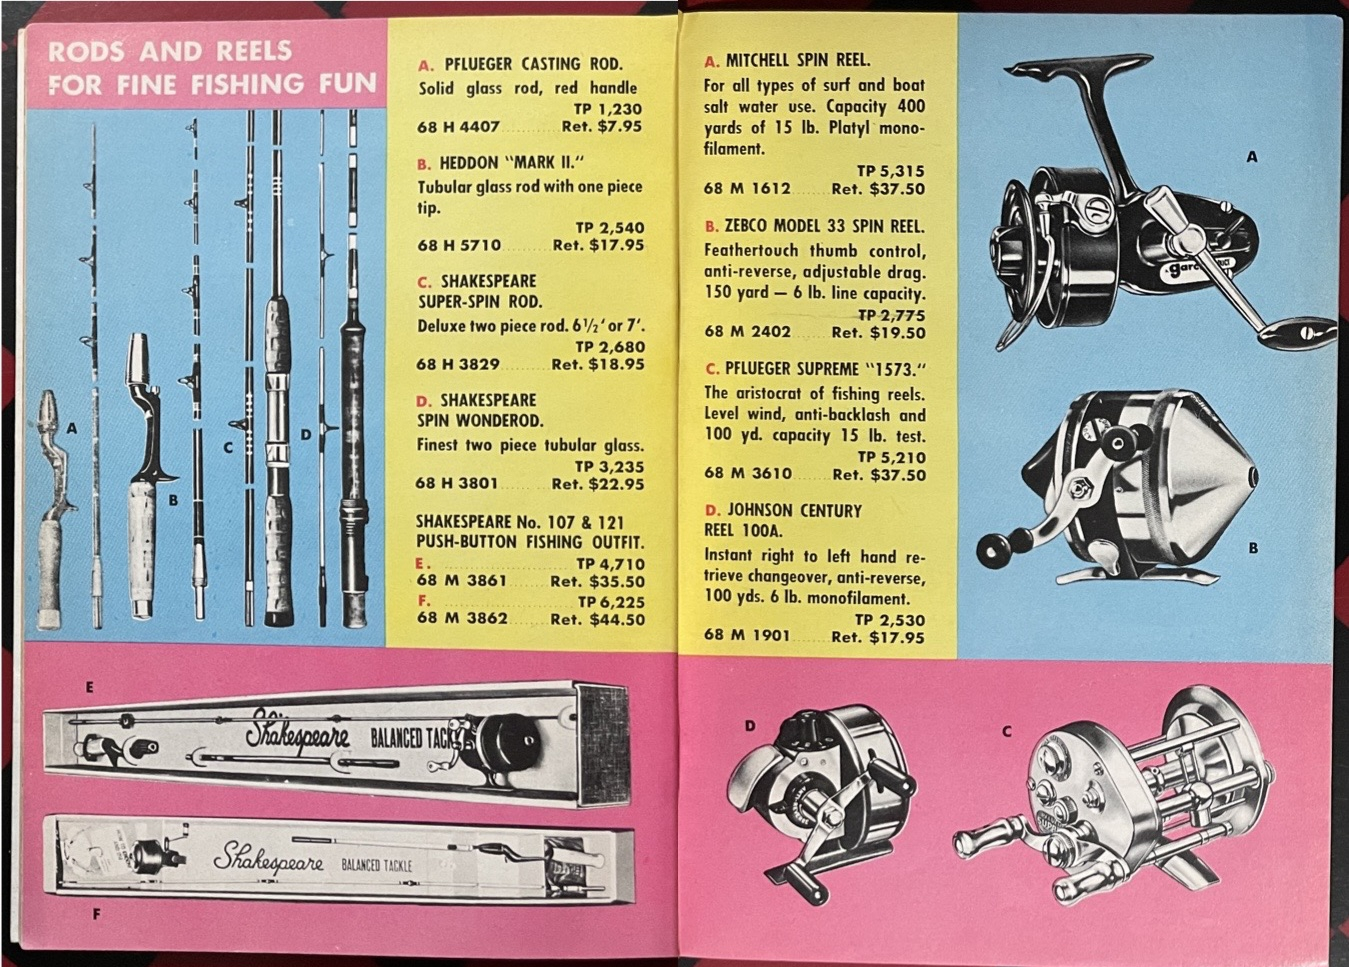 RODS AND REELS
FOR FINE FISHING FUN
A
B
C
D
A. PFLUEGER CASTING ROD.
Solid glass rod, red handle
TP 1,230
68 H 4407 Ret. $7.95
B. HEDDON "MARK II."
Tubular glass rod with one piece
tip.
TP 2,540
68 H 5710 Ret. $17.95
C. SHAKESPEARE
SUPER-SPIN ROD.
Deluxe two piece rod. 6½' or 7'.
TP 2,680
68 H 3829 Ret. $18.95
D. SHAKESPEARE
SPIN WONDEROD.
Finest two piece tubular glass.
TP 3,235
68 H 3801 Ret. $22.95
SHAKESPEARE No. 107 & 121
PUSH-BUTTON FISHING OUTFIT.
E. TP 4,710
68 M 3861 Ret. $35.50
F. TP 6,225
68 M 3862 Ret. $44.50
E
Shakespeare BALANCED TACK
Shakespeare BALANCED TACKLE
F
A. MITCHELL SPIN REEL.
For all types of surf and boat
salt water use. Capacity 400
yards of 15 lb. Platyl mono-
filament.
TP 5,315
68 M 1612 Ret. $37.50
B. ZEBCO MODEL 33 SPIN REEL.
Feathertouch thumb control,
anti-reverse, adjustable drag.
150 yard — 6 lb. line capacity.
TP 2,775
68 M 2402 Ret. $19.50
C. PFLUEGER SUPREME "1573."
The aristocrat of fishing reels.
Level wind, anti-backlash and
100 yd. capacity 15 lb. test.
TP 5,210
68 M 3610 Ret. $37.50
D. JOHNSON CENTURY
REEL 100A.
Instant right to left hand re-
trieve changeover, anti-reverse,
100 yds. 6 lb. monofilament.
TP 2,530
68 M 1901 Ret. $17.95
A
B
D
C